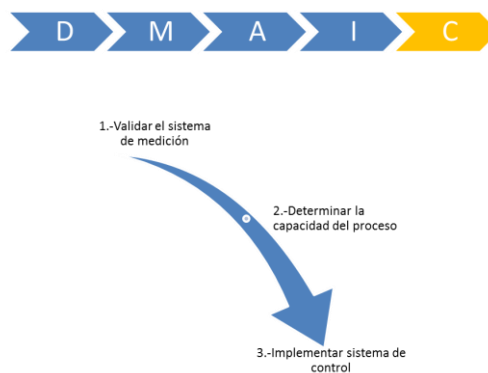 D M A I C
1.-Validar el sistema
de medición
2.-Determinar la
capacidad del proceso
3.-Implementar sistema de
control